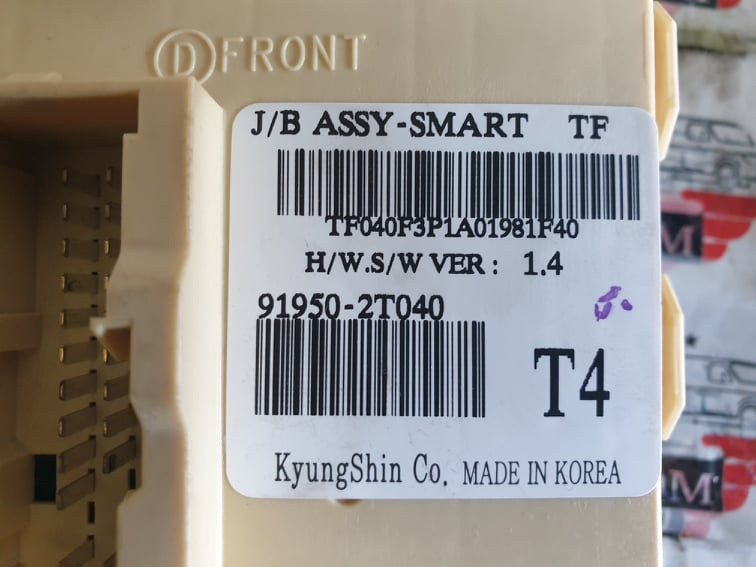 D FRONT
J/B ASSY-SMART TF
TF040F3P1A01981F40
H/W.S/W VER : 1.4
91950-2T040
T4
KyungShin Co. MADE IN KOREA
M
M